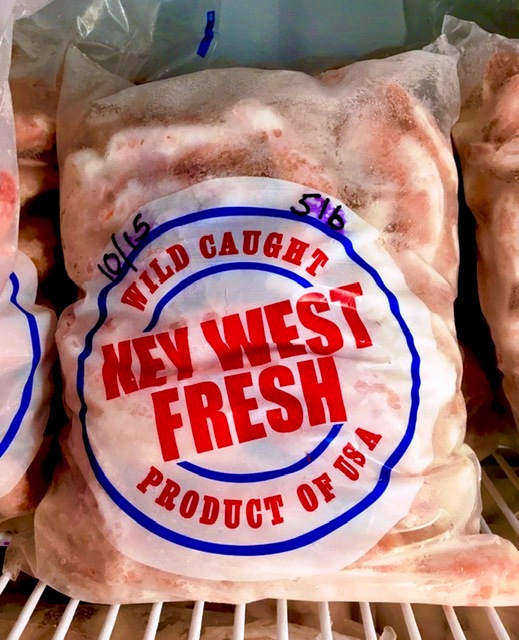 10/15
5lb
WILD CAUGHT
KEY WEST
FRESH
PRODUCT OF USA